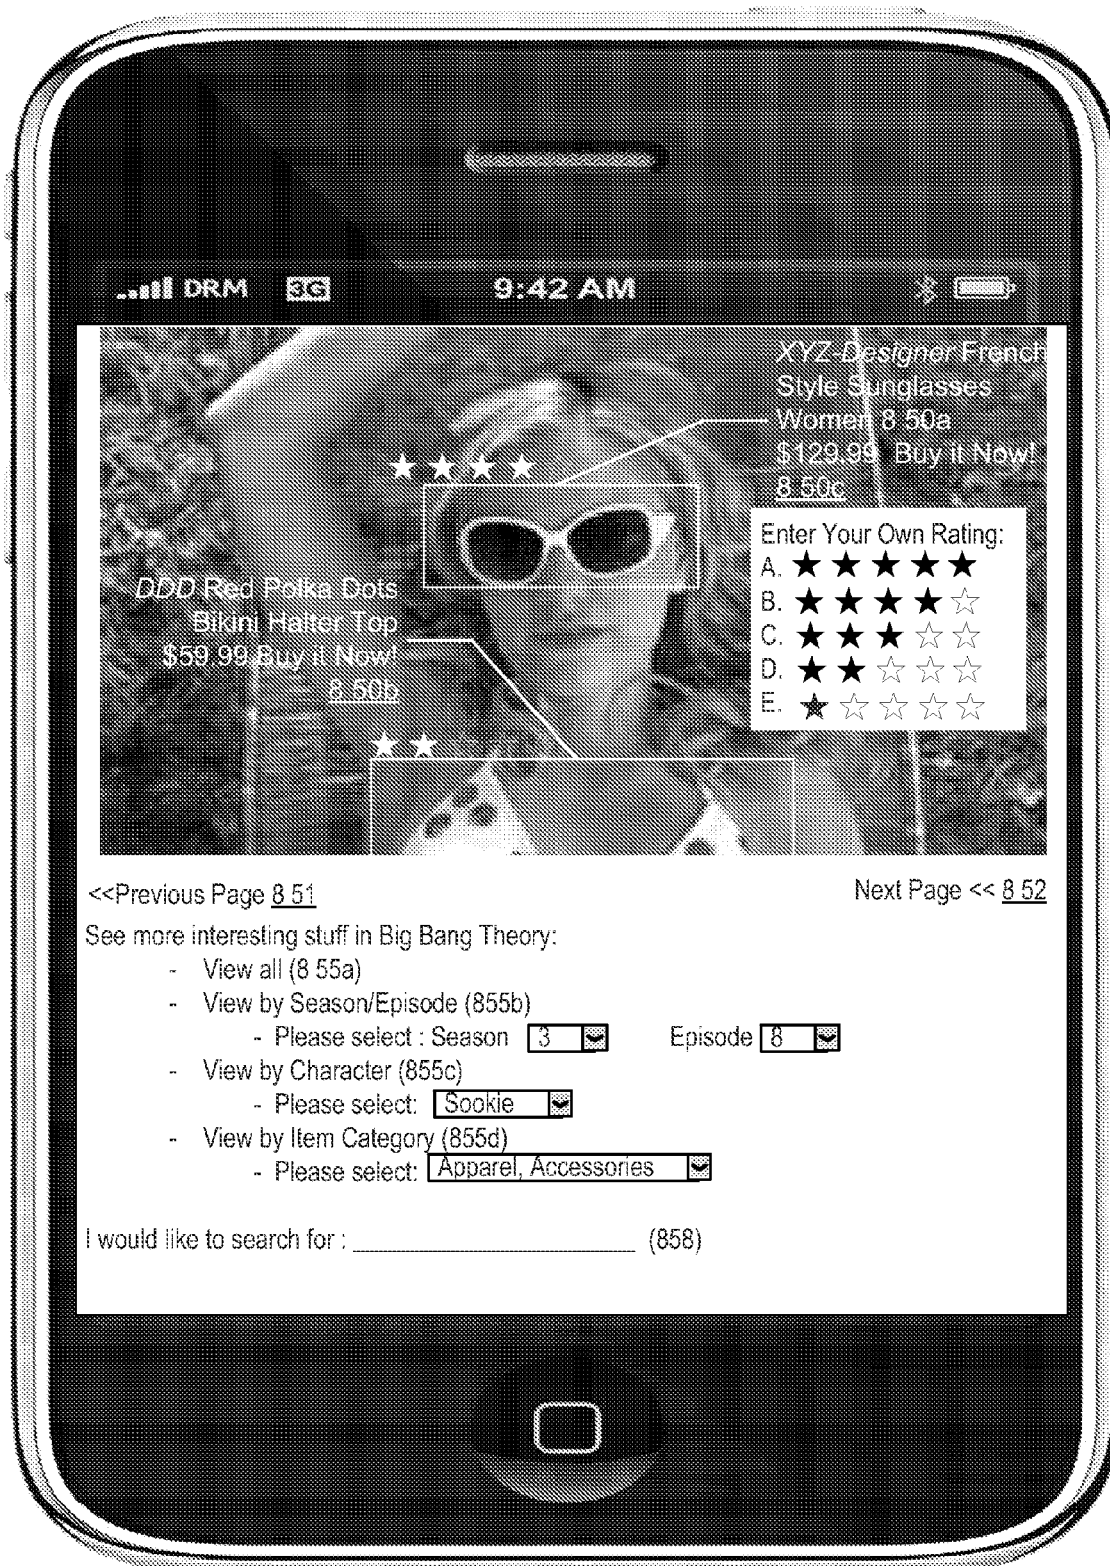 DRM 3G 9:42 AM
XYZ-Designer French
Style Sunglasses
Women 8 50a
$129.99 Buy it Now!
8 50c
Enter Your Own Rating:
A. ★ ★ ★ ★ ★
B. ★ ★ ★ ★ ☆
C. ★ ★ ★ ☆ ☆
D. ★ ★ ☆ ☆ ☆
E. ★ ☆ ☆ ☆ ☆
DDD Red Polka Dots
Bikini Halter Top
$59.99 Buy it Now!
8 50b
<<Previous Page 8 51
Next Page << 8 52
See more interesting stuff in Big Bang Theory:
- View all (8 55a)
- View by Season/Episode (855b)
- Please select : Season 3 Episode 8
- View by Character (855c)
- Please select: Sookie
- View by Item Category (855d)
- Please select: Apparel, Accessories
I would like to search for : ____________________ (858)